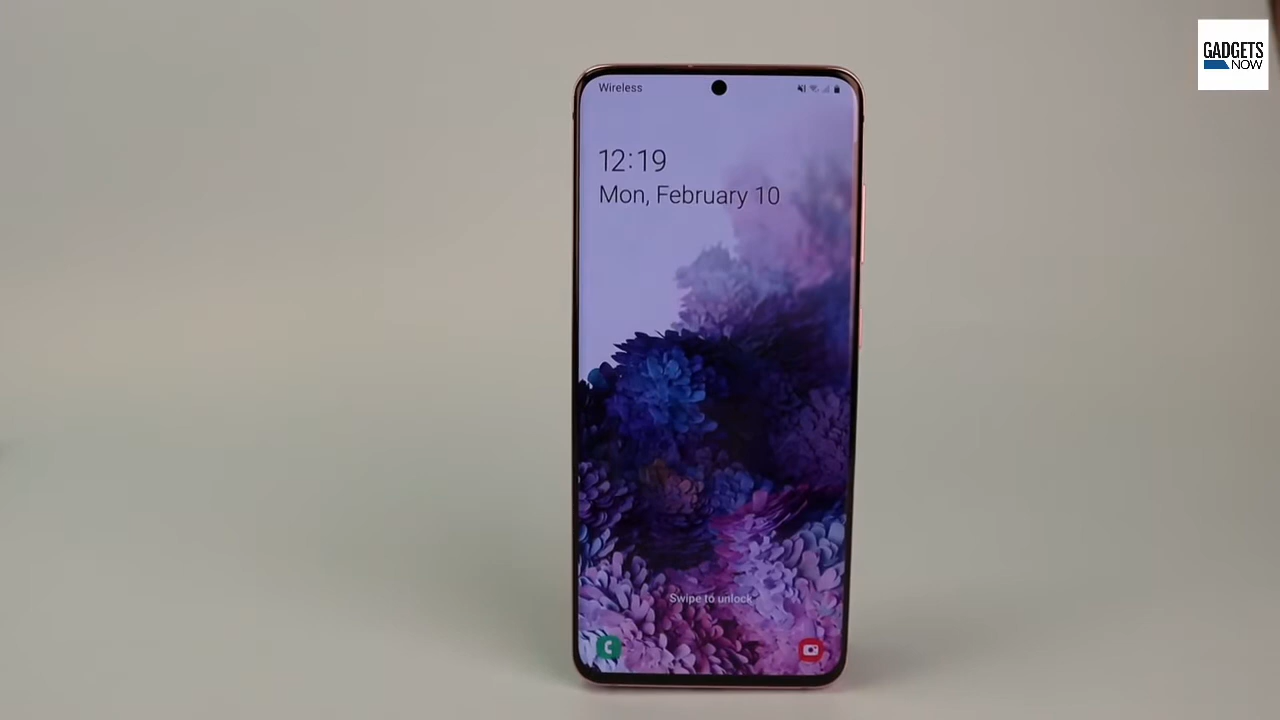 GADGETS
NOW
Wireless
12:19
Mon, February 10
Swipe to unlock